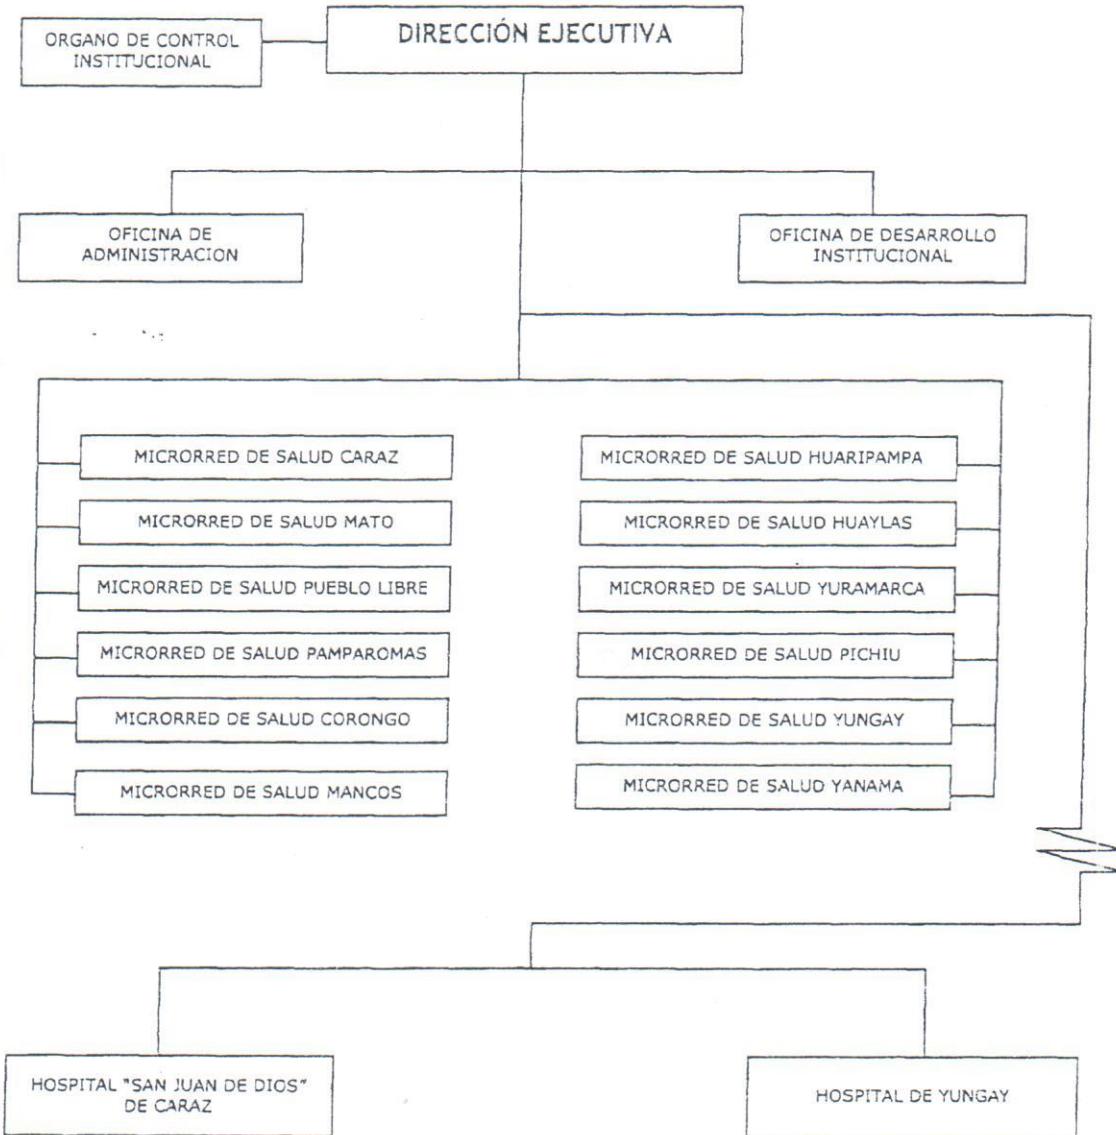 ORGANO DE CONTROL
INSTITUCIONAL
DIRECCIÓN EJECUTIVA
OFICINA DE
ADMINISTRACION
OFICINA DE DESARROLLO
INSTITUCIONAL
MICRORRED DE SALUD CARAZ
MICRORRED DE SALUD MATO
MICRORRED DE SALUD PUEBLO LIBRE
MICRORRED DE SALUD PAMPAROMAS
MICRORRED DE SALUD CORONGO
MICRORRED DE SALUD MANCOS
MICRORRED DE SALUD HUARIPAMPA
MICRORRED DE SALUD HUAYLAS
MICRORRED DE SALUD YURAMARCA
MICRORRED DE SALUD PICHIU
MICRORRED DE SALUD YUNGAY
MICRORRED DE SALUD YANAMA
HOSPITAL "SAN JUAN DE DIOS"
DE CARAZ
HOSPITAL DE YUNGAY